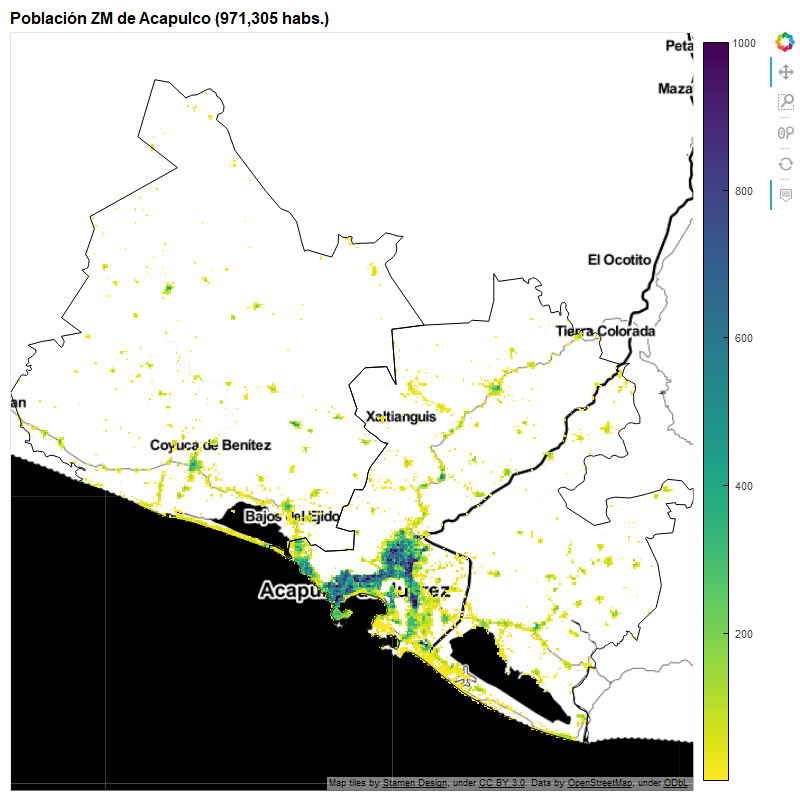 Población ZM de Acapulco (971,305 habs.)
Peta
Maza
1000
800
El Ocotito
Tierra Colorada
600
an
Xaltianguis
Coyuca de Benítez
400
Bajos del Ejido
Acapulco de Juárez
200
Map tiles by Stamen Design, under CC BY 3.0. Data by OpenStreetMap, under ODbL.